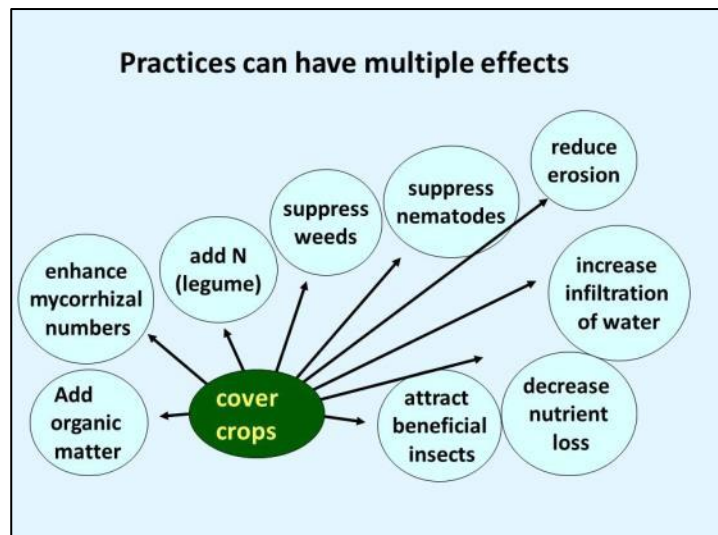 Practices can have multiple effects
reduce
erosion
suppress
nematodes
suppress
weeds
add N
(legume)
enhance
mycorrhizal
numbers
increase
infiltration
of water
Add
organic
matter
cover
crops
attract
beneficial
insects
decrease
nutrient
loss